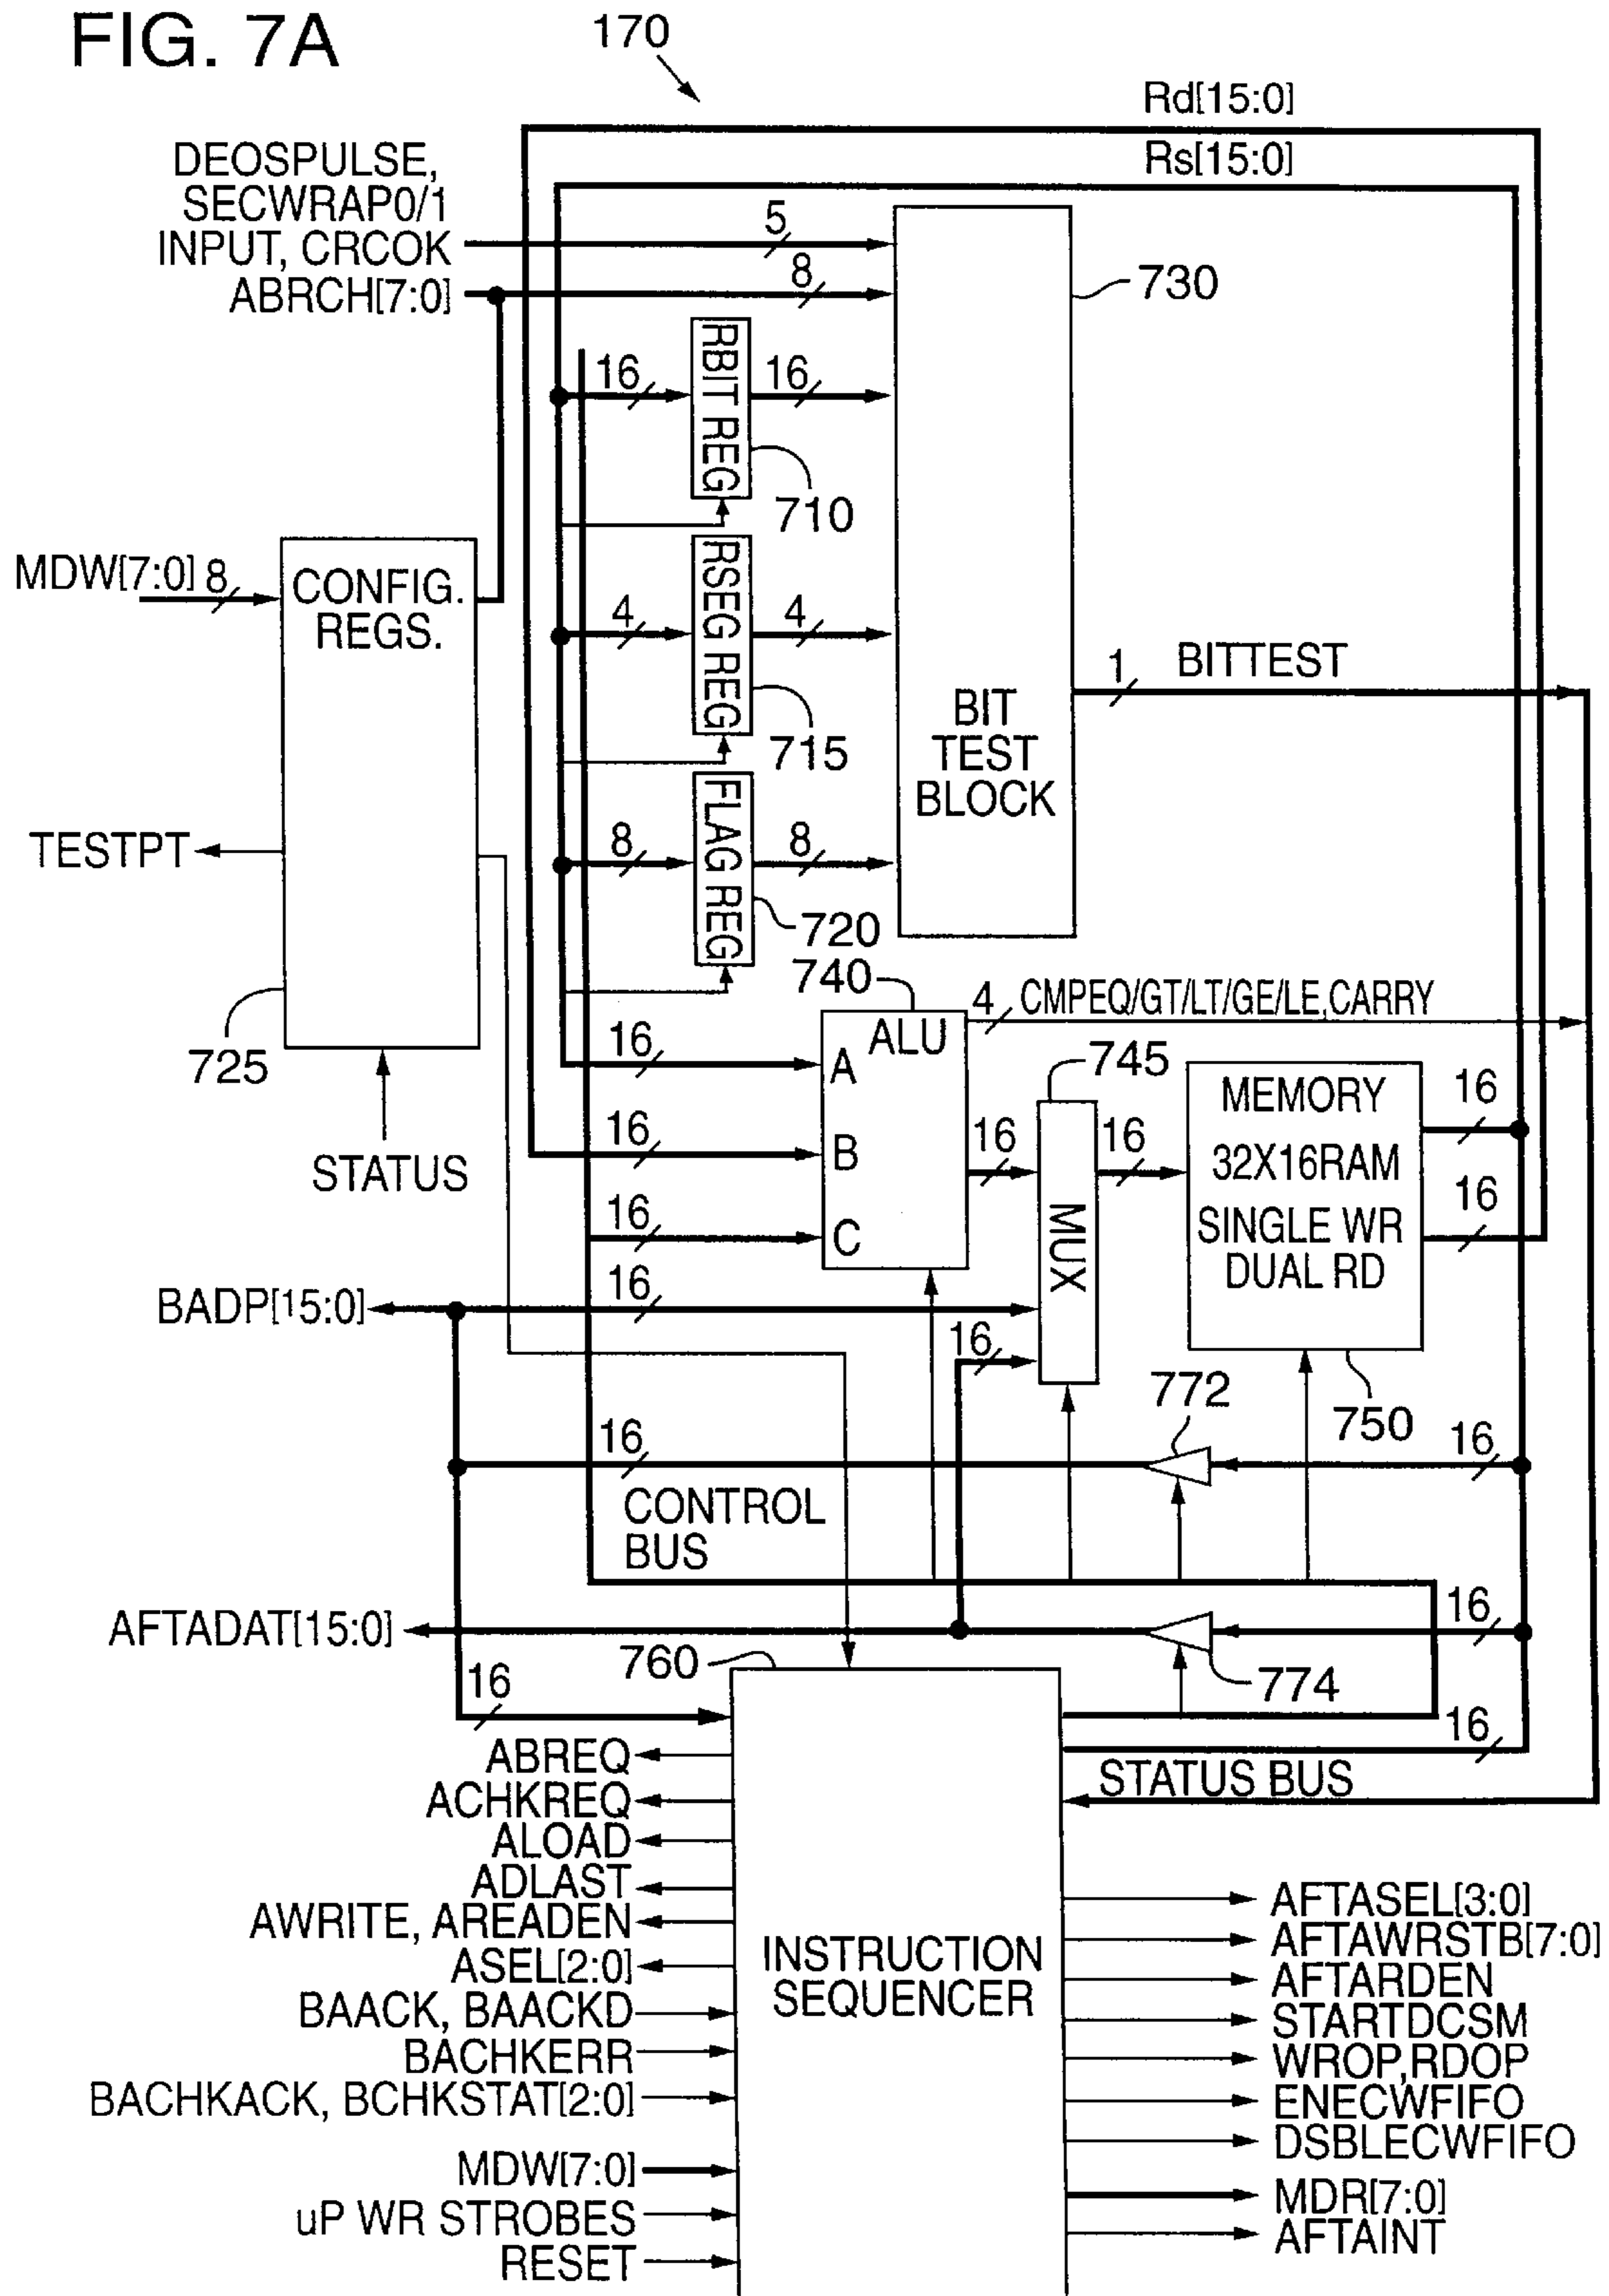 FIG. 7A
170
Rd[15:0]
Rs[15:0]
DEOSPULSE,
SECWRAP0/1
INPUT, CRCOK
ABRCH[7:0]
5
8
730
16
RBIT REG
16
710
MDW[7:0]
8
CONFIG.
REGS.
4
RSEG REG
4
715
1
BITTEST
BIT
TEST
BLOCK
TESTPT
8
FLAG REG
8
720
740
4
CMPEQ/GT/LT/GE/LE,CARRY
725
STATUS
16
A
ALU
745
16
B
16
C
16
16
MUX
MEMORY
32X16RAM
SINGLE WR
DUAL RD
16
16
BADP[15:0]
16
16
772
750
16
16
CONTROL
BUS
AFTADAT[15:0]
16
760
774
16
16
STATUS BUS
ABREQ
ACHKREQ
ALOAD
ADLAST
AWRITE, AREADEN
ASEL[2:0]
BAACK, BAACKD
BACHKERR
BACHKACK, BCHKSTAT[2:0]
MDW[7:0]
uP WR STROBES
RESET
INSTRUCTION
SEQUENCER
AFTASEL[3:0]
AFTAWRSTB[7:0]
AFTARDEN
STARTDCSM
WROP,RDOP
ENECWFIFO
DSBLECWFIFO
MDR[7:0]
AFTAINT